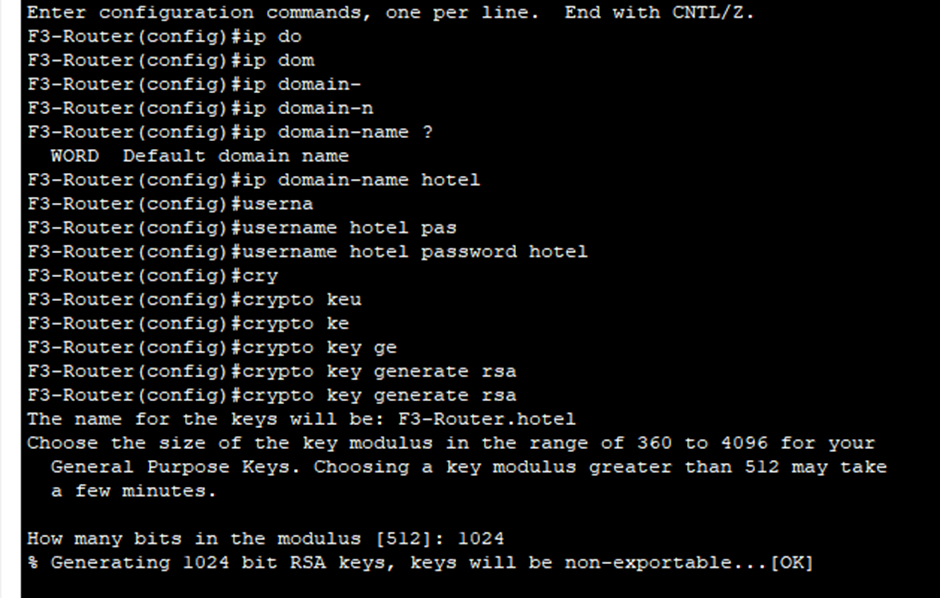 Enter configuration commands, one per line.  End with CNTL/Z.
F3-Router(config)#ip do
F3-Router(config)#ip dom
F3-Router(config)#ip domain-
F3-Router(config)#ip domain-n
F3-Router(config)#ip domain-name ?
  WORD  Default domain name
F3-Router(config)#ip domain-name hotel
F3-Router(config)#userna
F3-Router(config)#username hotel pas
F3-Router(config)#username hotel password hotel
F3-Router(config)#cry
F3-Router(config)#crypto keu
F3-Router(config)#crypto ke
F3-Router(config)#crypto key ge
F3-Router(config)#crypto key generate rsa
F3-Router(config)#crypto key generate rsa
The name for the keys will be: F3-Router.hotel
Choose the size of the key modulus in the range of 360 to 4096 for your
  General Purpose Keys. Choosing a key modulus greater than 512 may take
  a few minutes.

How many bits in the modulus [512]: 1024
% Generating 1024 bit RSA keys, keys will be non-exportable...[OK]